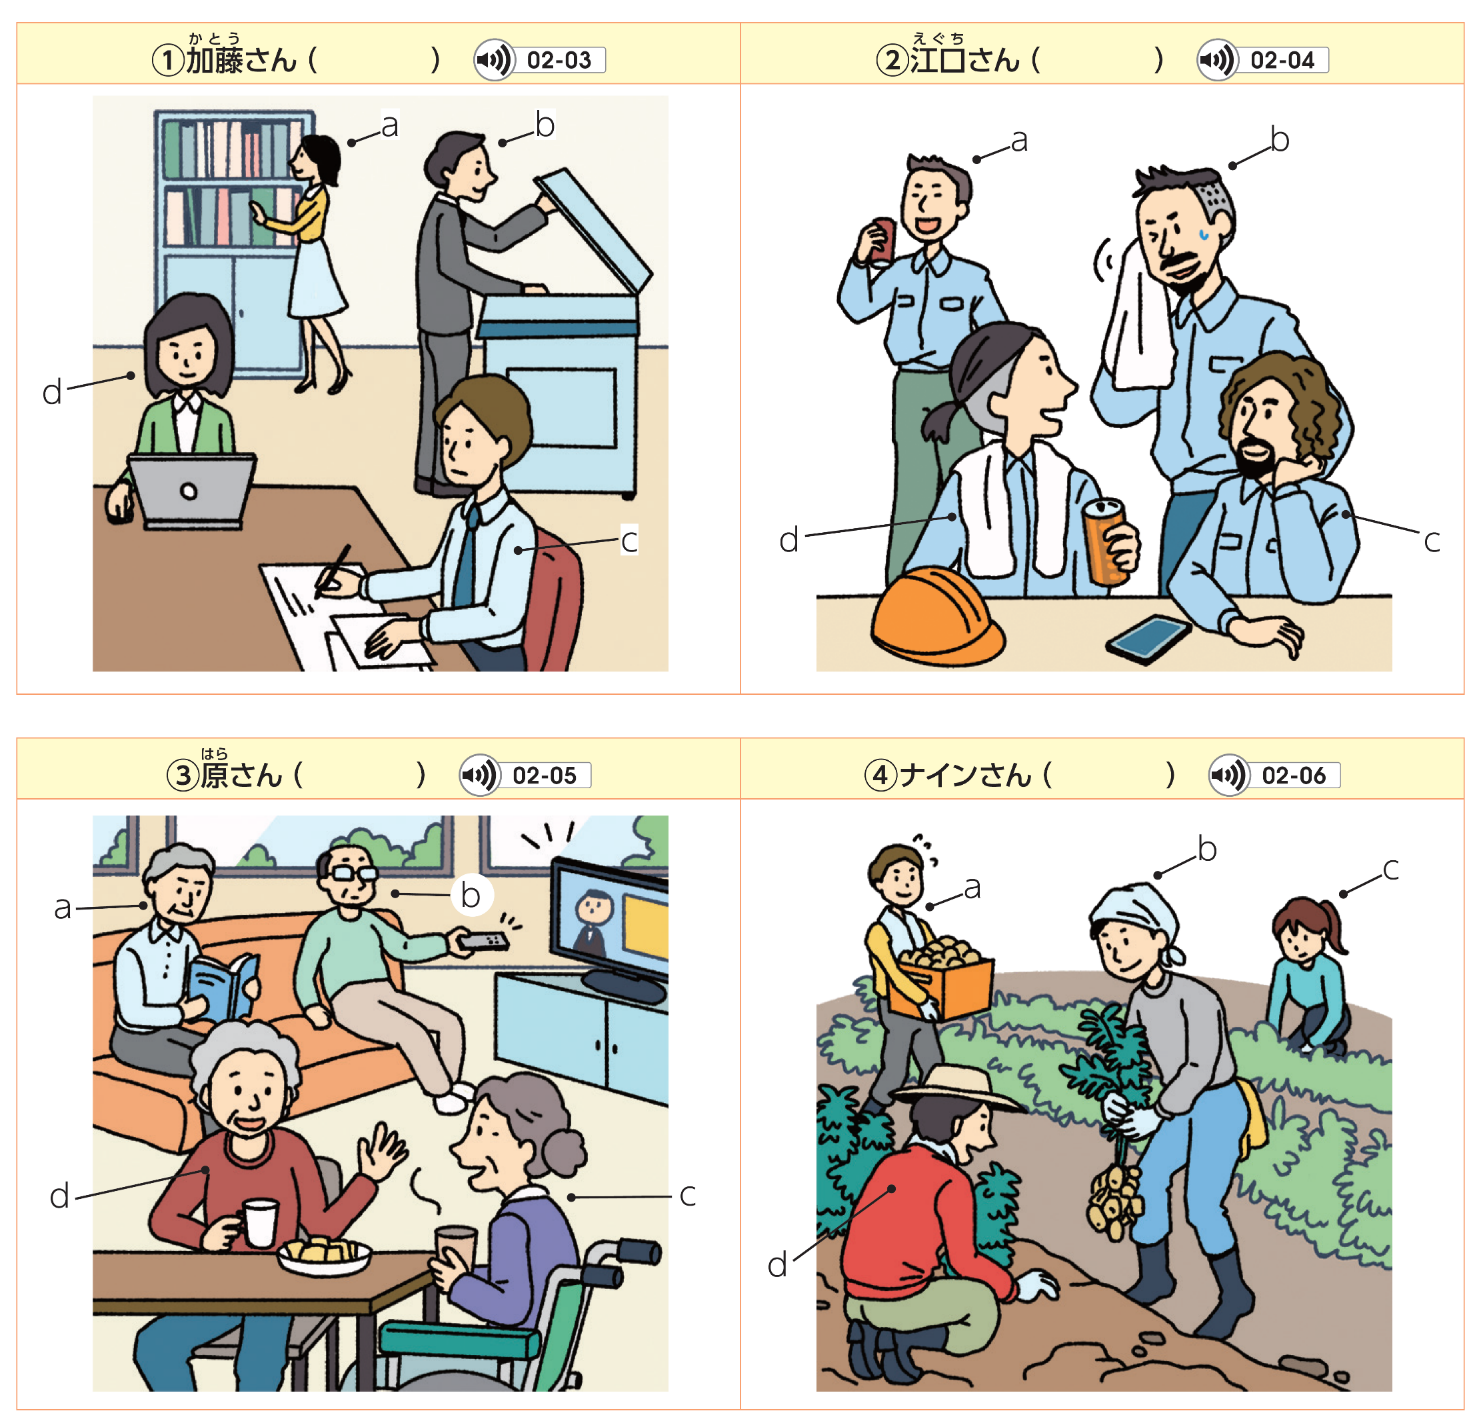 ①加藤さん（　　　　） 02-03
かとう
a
b
c
d
②江口さん（　　　　） 02-04
えぐち
a
b
c
d
③原さん（　　　　） 02-05
はら
a
b
c
d
④ナインさん（　　　　） 02-06
a
b
c
d